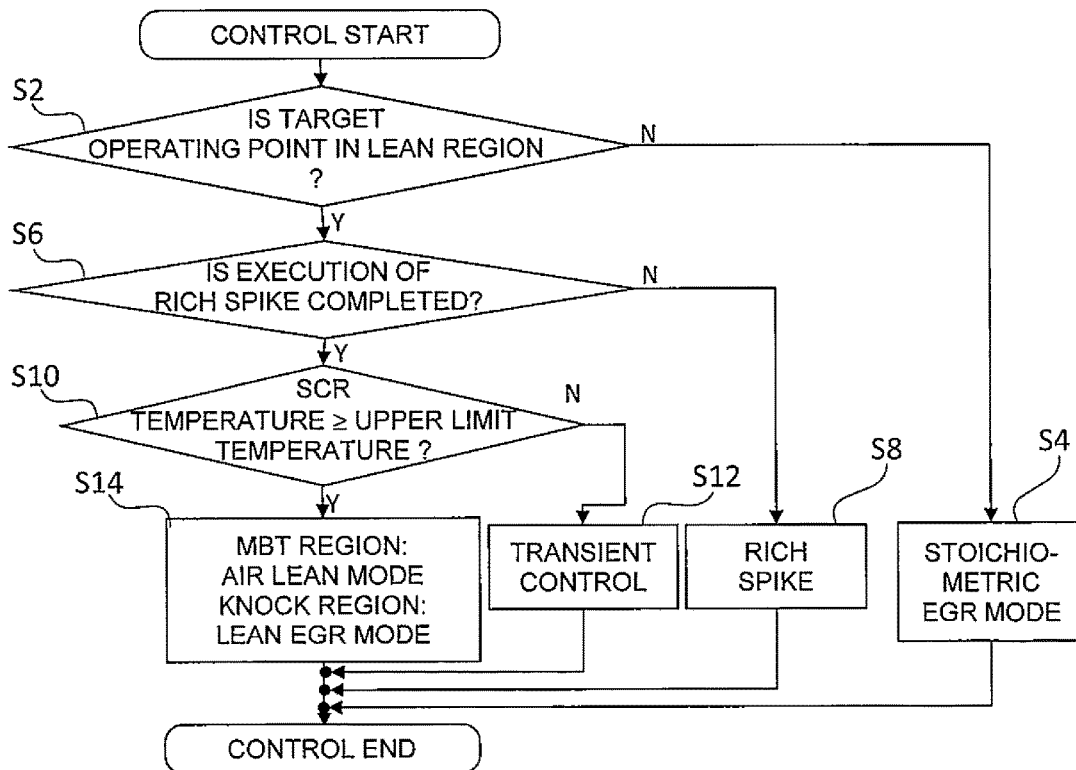 CONTROL START
S2
IS TARGET
OPERATING POINT IN LEAN REGION
?
N
Y
S6
IS EXECUTION OF
RICH SPIKE COMPLETED?
N
Y
S10
SCR
TEMPERATURE ≥ UPPER LIMIT
TEMPERATURE ?
N
Y
S14
MBT REGION:
AIR LEAN MODE
KNOCK REGION:
LEAN EGR MODE
S12
TRANSIENT
CONTROL
S8
RICH
SPIKE
S4
STOICHIO-
METRIC
EGR MODE
CONTROL END